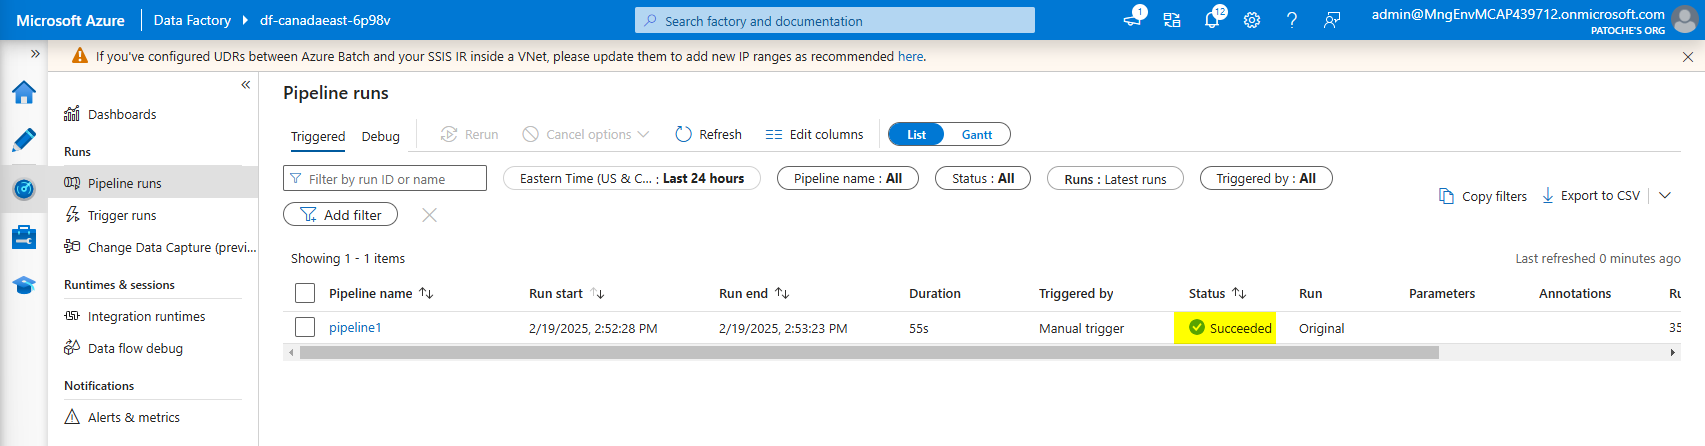 Microsoft Azure Data Factory df-canadaeast-6p98v Search factory and documentation 1 12 admin@MngEnvMCAP439712.onmicrosoft.com
PATOCHE'S ORG
If you've configured UDRs between Azure Batch and your SSIS IR inside a VNet, please update them to add new IP ranges as recommended here.
Dashboards
Runs
Pipeline runs
Trigger runs
Change Data Capture (previ...
Runtimes & sessions
Integration runtimes
Data flow debug
Notifications
Alerts & metrics
Pipeline runs
Triggered Debug Rerun Cancel options Refresh Edit columns List Gantt
Filter by run ID or name Eastern Time (US & C... : Last 24 hours Pipeline name : All Status : All Runs : Latest runs Triggered by : All
Copy filters Export to CSV
Add filter
Showing 1 - 1 items Last refreshed 0 minutes ago
Pipeline name Run start Run end Duration Triggered by Status Run Parameters Annotations Ru
pipeline1 2/19/2025, 2:52:28 PM 2/19/2025, 2:53:23 PM 55s Manual trigger Succeeded Original 35